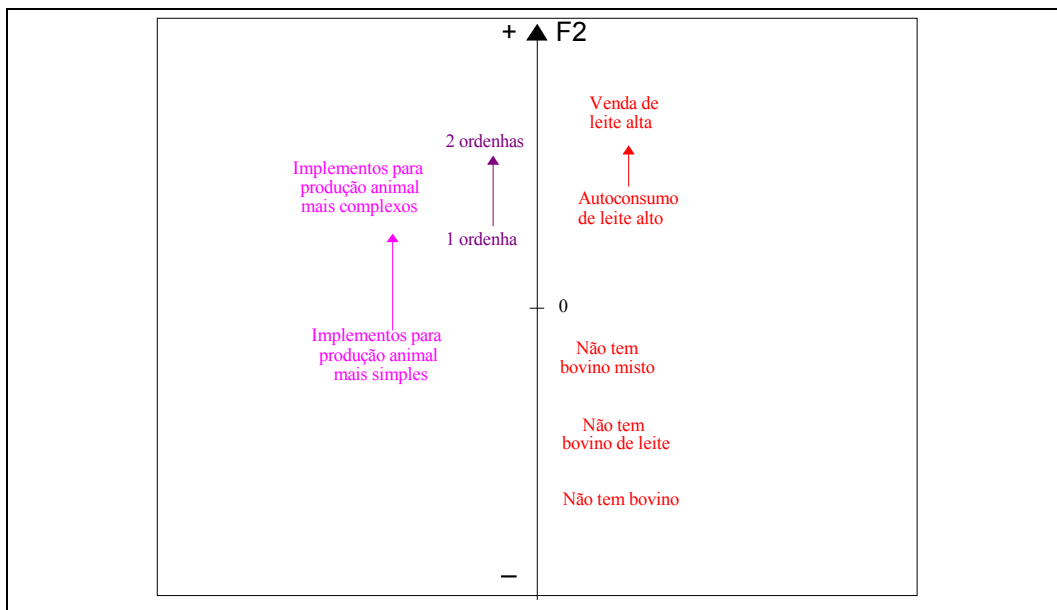 + F2
Venda de
leite alta
2 ordenhas
Implementos para
produção animal
mais complexos
Autoconsumo
de leite alto
1 ordenha
0
Implementos para
produção animal
mais simples
Não tem
bovino misto
Não tem
bovino de leite
Não tem bovino
–